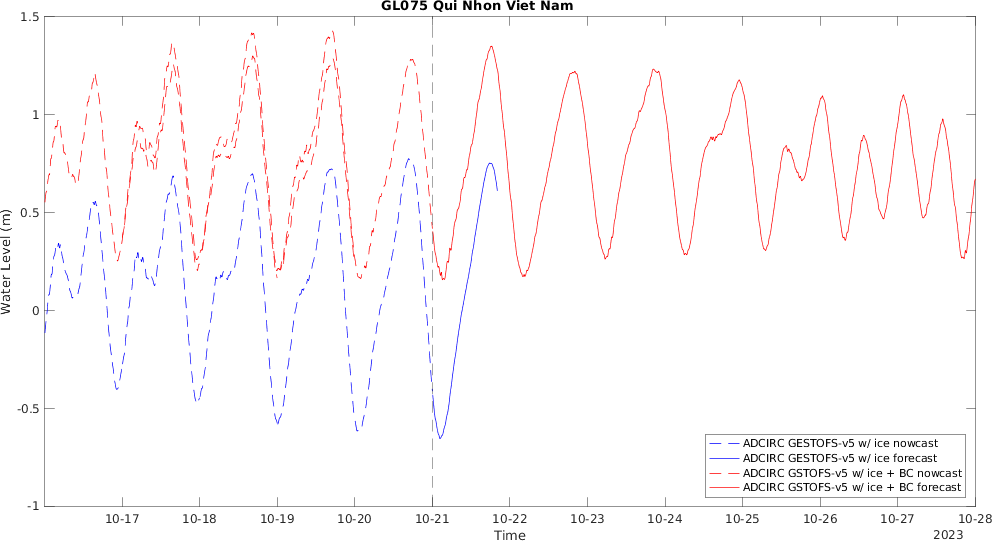 GL075 Qui Nhon Viet Nam
Water Level (m)
1.5
1
0.5
0
-0.5
-1
10-17 10-18 10-19 10-20 10-21 10-22 10-23 10-24 10-25 10-26 10-27 10-28
Time
2023
ADCIRC GESTOFS-v5 w/ ice nowcast
ADCIRC GESTOFS-v5 w/ ice forecast
ADCIRC GSTOFS-v5 w/ ice + BC nowcast
ADCIRC GSTOFS-v5 w/ ice + BC forecast